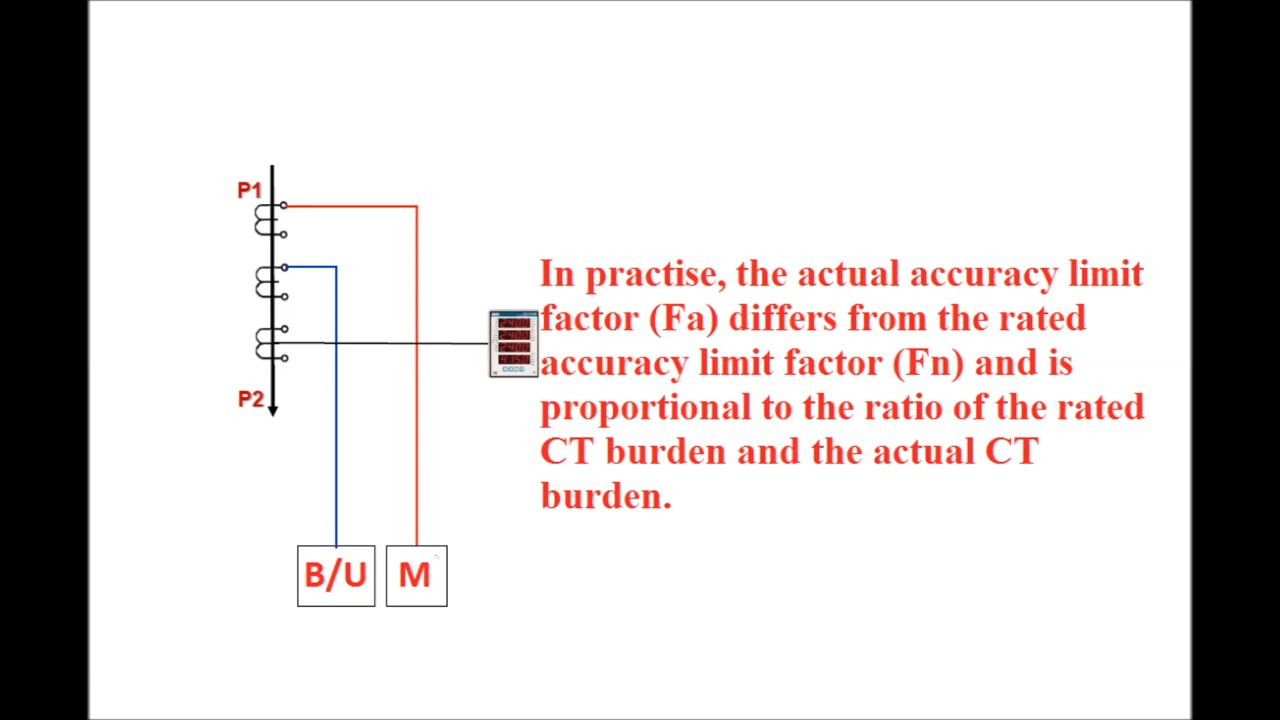 P1
In practise, the actual accuracy limit
factor (Fa) differs from the rated
accuracy limit factor (Fn) and is
proportional to the ratio of the rated
CT burden and the actual CT
burden.
P2
B/U
M